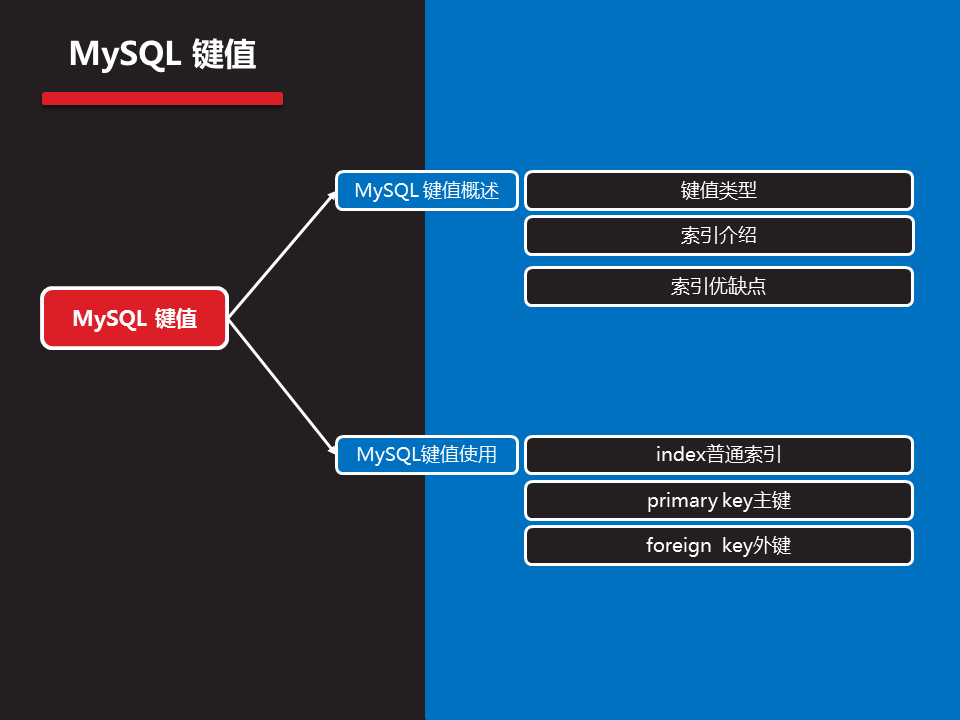 MySQL 键值
MySQL 键值概述
键值类型
索引介绍
索引优缺点
MySQL 键值
MySQL键值使用
index普通索引
primary key主键
foreign  key外键